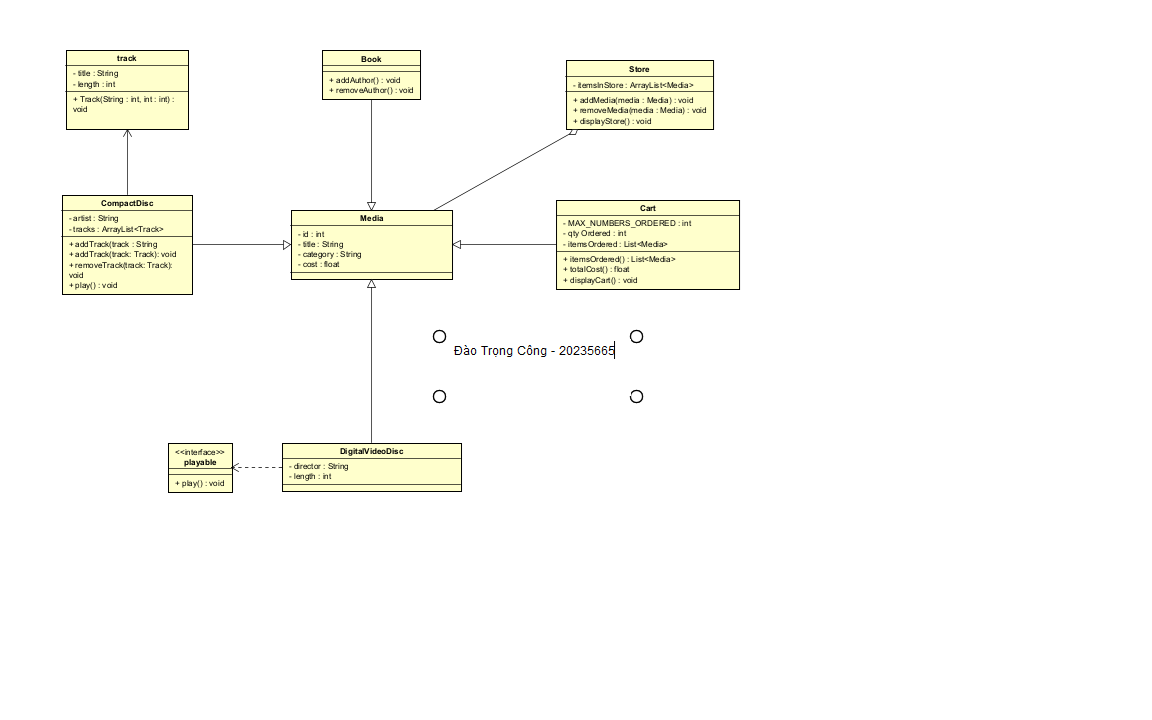 track
- title : String
- length : int
+ Track(String : int, int : int) :
void
Book
+ addAuthor() : void
+ removeAuthor() : void
Store
- itemsInStore : ArrayList<Media>
+ addMedia(media : Media) : void
+ removeMedia(media : Media) : void
+ displayStore() : void
CompactDisc
- artist : String
- tracks : ArrayList<Track>
+ addTrack(track : String
+ addTrack(track: Track): void
+ removeTrack(track: Track):
void
+ play() : void
Media
- id : int
- title : String
- category : String
- cost : float
Cart
- MAX_NUMBERS_ORDERED : int
- qty Ordered : int
- itemsOrdered : List<Media>
+ itemsOrdered() : List<Media>
+ totalCost() : float
+ displayCart() : void
Đào Trọng Công - 20235665
<<interface>>
playable
+ play() : void
DigitalVideoDisc
- director : String
- length : int